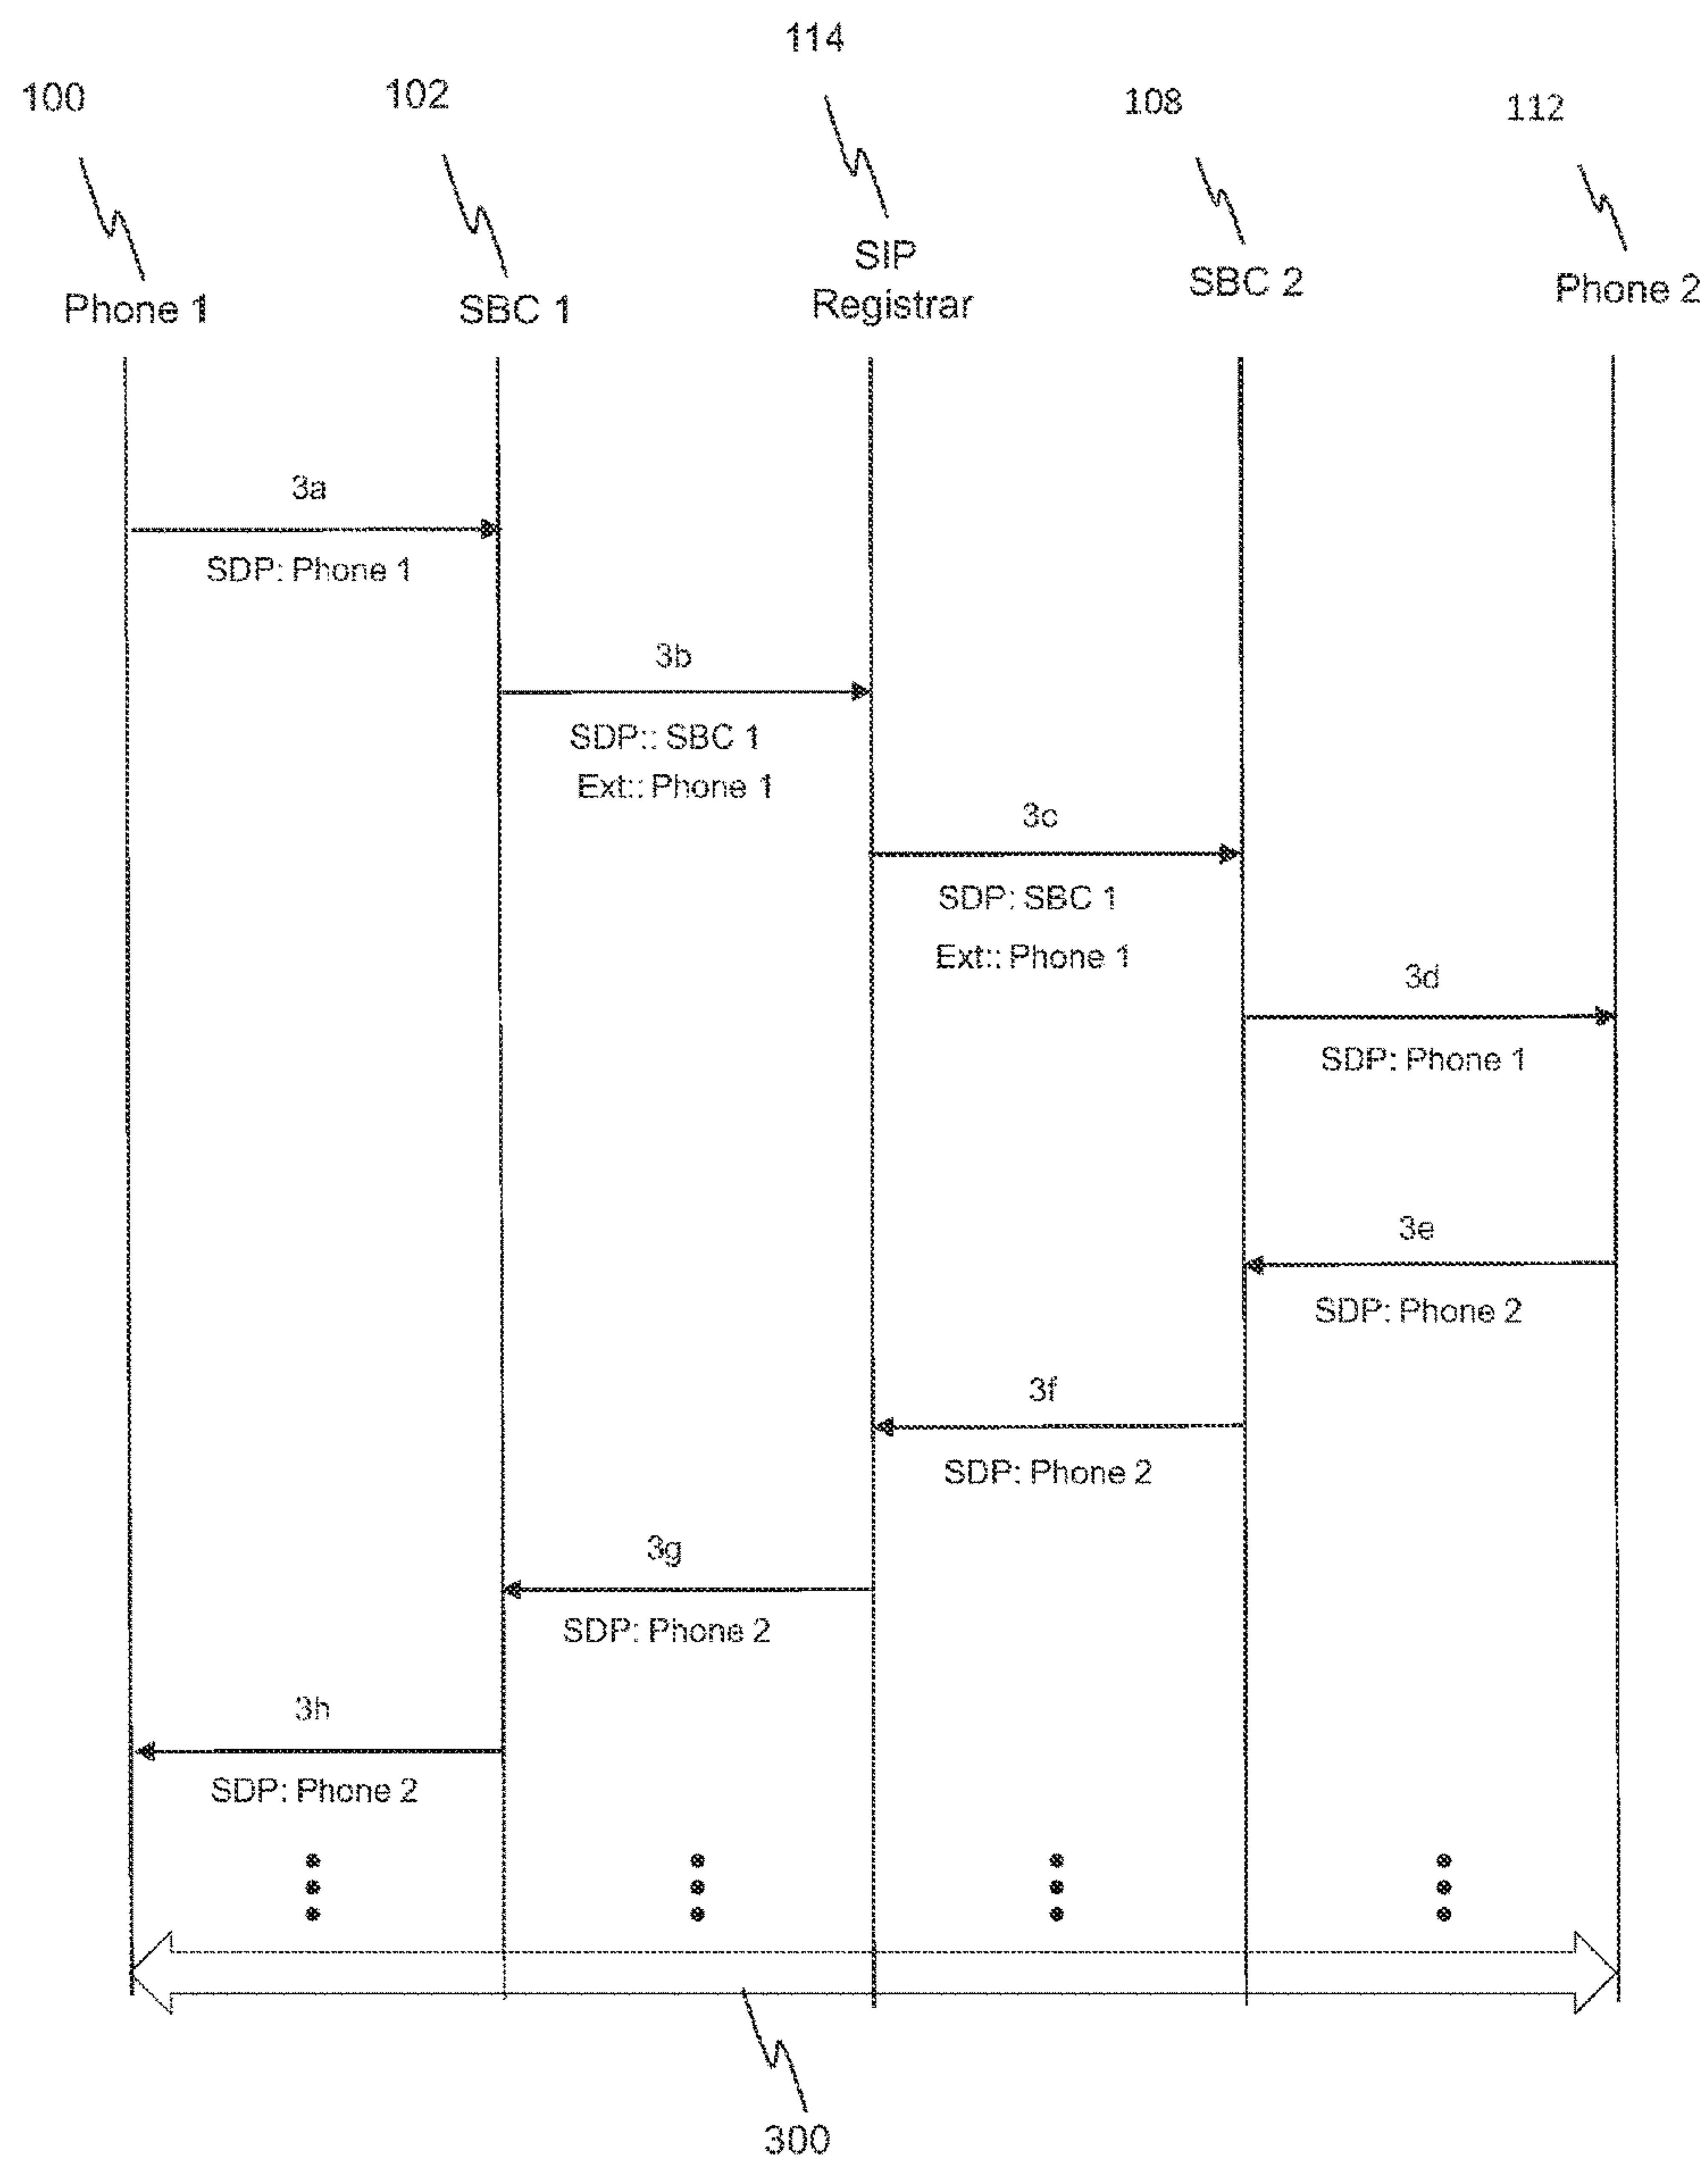 114
100
102
108
112
SIP
Registrar
SBC 2
Phone 2
Phone 1
SBC 1
3a
SDP: Phone 1
3b
SDP:: SBC 1
Ext:: Phone 1
3c
SDP: SBC 1
Ext:: Phone 1
3d
SDP: Phone 1
3e
SDP: Phone 2
3f
SDP: Phone 2
3g
SDP: Phone 2
3h
SDP: Phone 2
300